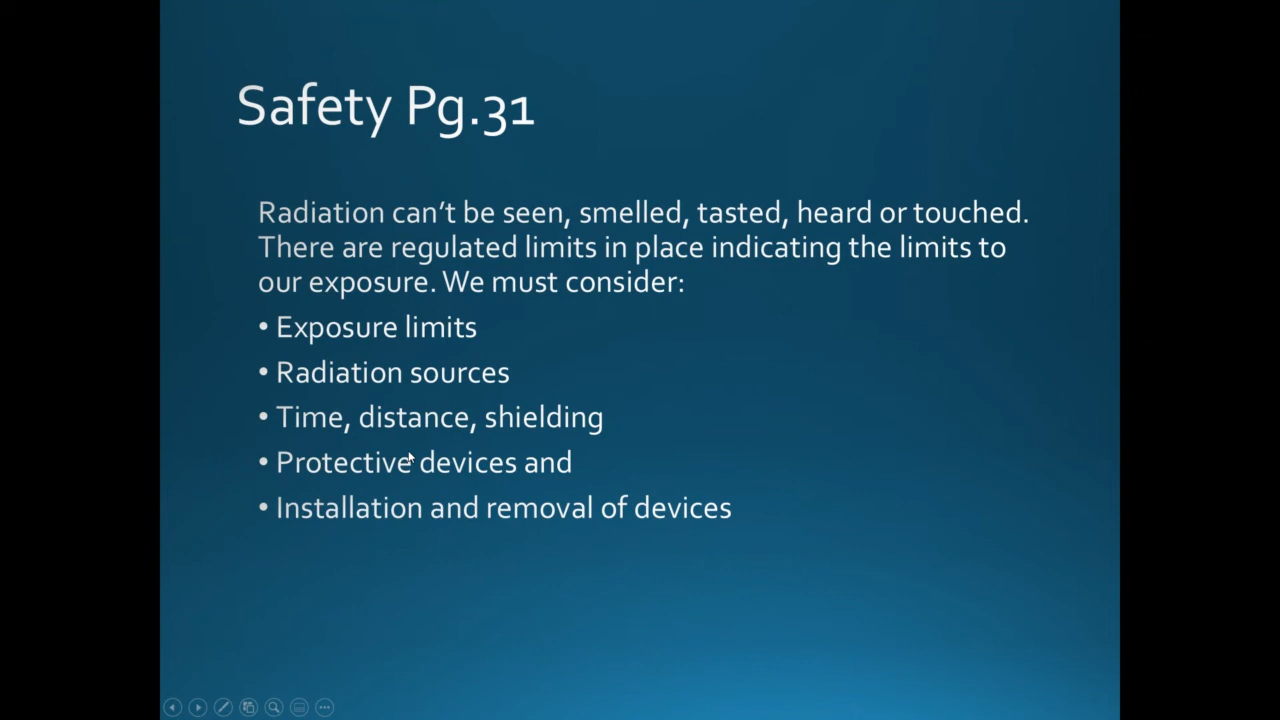 Safety Pg.31
Radiation can’t be seen, smelled, tasted, heard or touched.
There are regulated limits in place indicating the limits to
our exposure. We must consider:
• Exposure limits
• Radiation sources
• Time, distance, shielding
• Protective devices and
• Installation and removal of devices